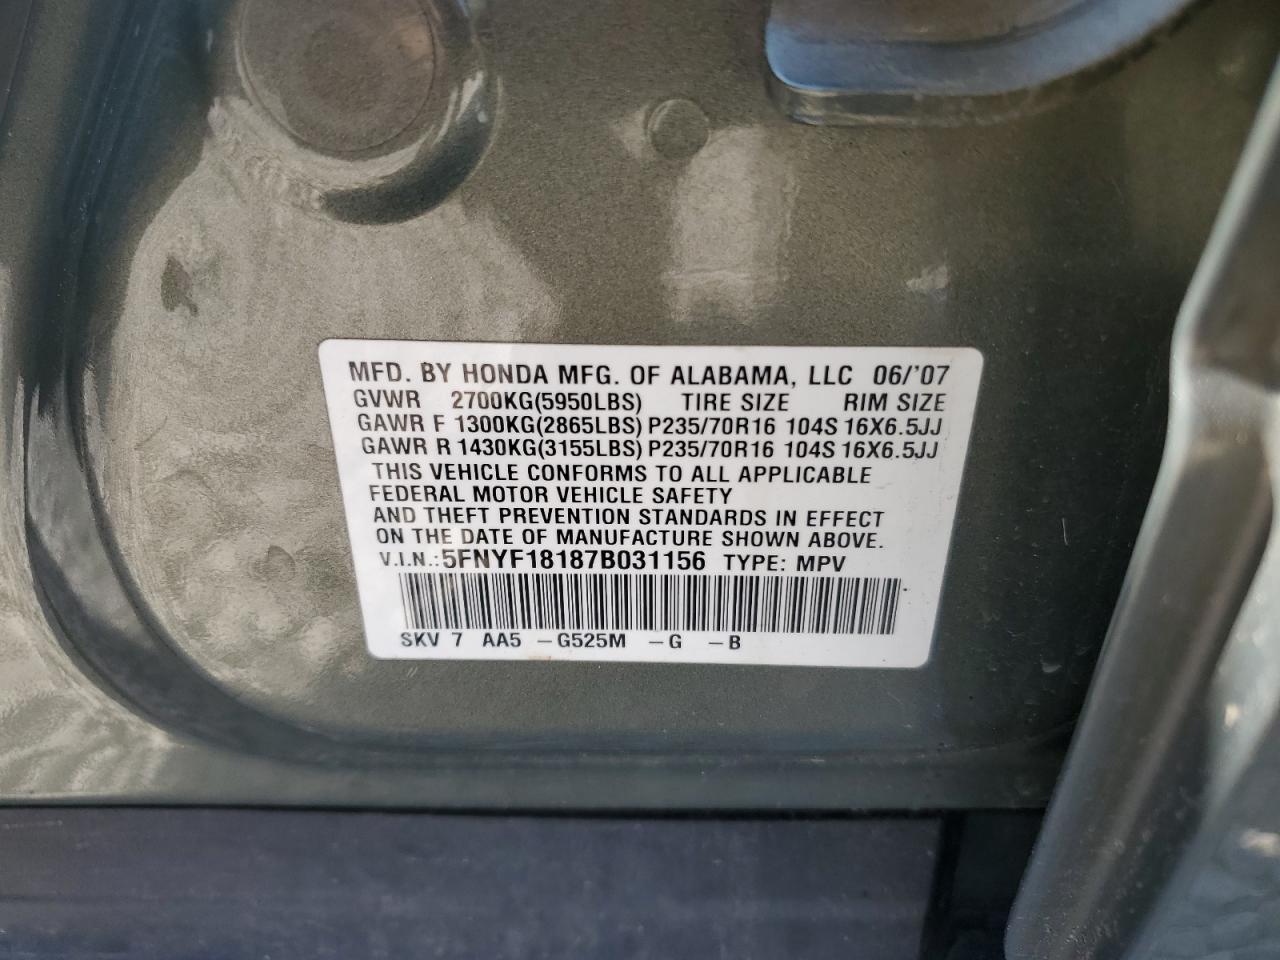 MFD. BY HONDA MFG. OF ALABAMA, LLC 06/'07
GVWR 2700KG(5950LBS) TIRE SIZE RIM SIZE
GAWR F 1300KG(2865LBS) P235/70R16 104S 16X6.5JJ
GAWR R 1430KG(3155LBS) P235/70R16 104S 16X6.5JJ
THIS VEHICLE CONFORMS TO ALL APPLICABLE
FEDERAL MOTOR VEHICLE SAFETY
AND THEFT PREVENTION STANDARDS IN EFFECT
ON THE DATE OF MANUFACTURE SHOWN ABOVE.
V.I.N.: 5FNYF18187B031156 TYPE: MPV
SKV 7 AA5 -G525M -G -B